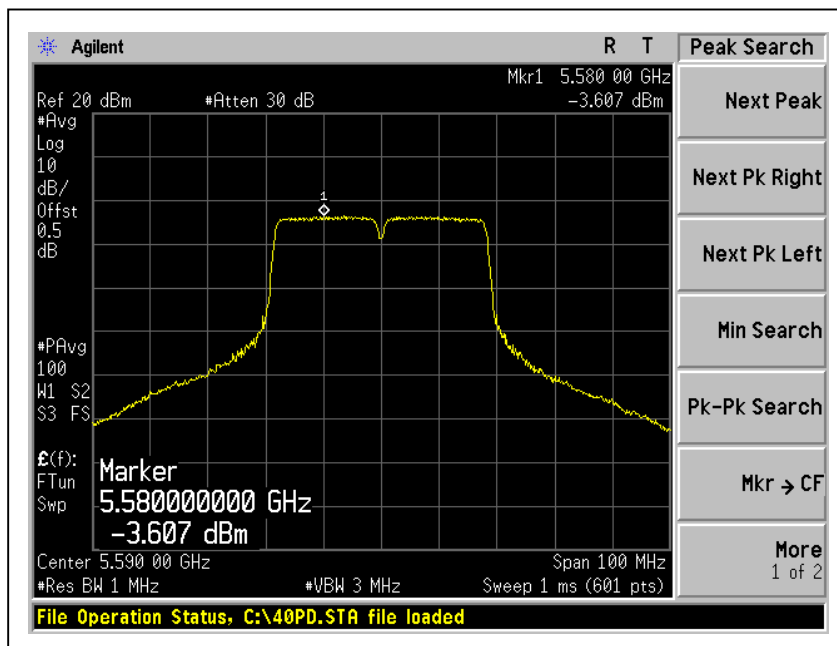 Agilent R T Peak Search
Mkr1 5.580 00 GHz
Ref 20 dBm #Atten 30 dB -3.607 dBm
#Avg
Log
10
dB/
Offst
0.5
dB
1
#PAvg
100
W1 S2
S3 FS
£(f):
FTun
Swp
Marker
5.580000000 GHz
-3.607 dBm
Center 5.590 00 GHz Span 100 MHz
#Res BW 1 MHz #VBW 3 MHz Sweep 1 ms (601 pts)
File Operation Status, C:\40PD.STA file loaded
Next Peak
Next Pk Right
Next Pk Left
Min Search
Pk-Pk Search
Mkr → CF
More
1 of 2